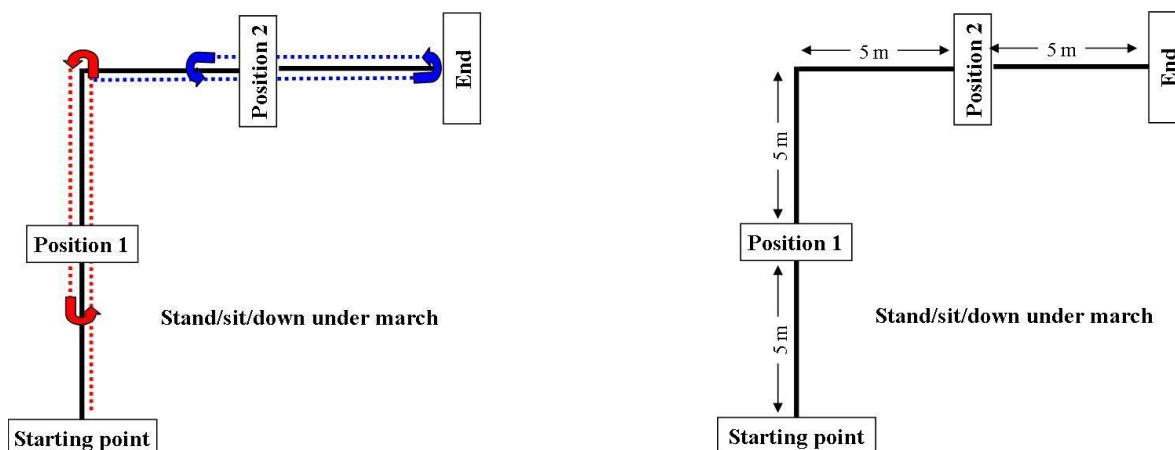 Position 2
End
Position 1
Stand/sit/down under march
Starting point
5 m
5 m
Position 2
End
5 m
Position 1
Stand/sit/down under march
5 m
Starting point